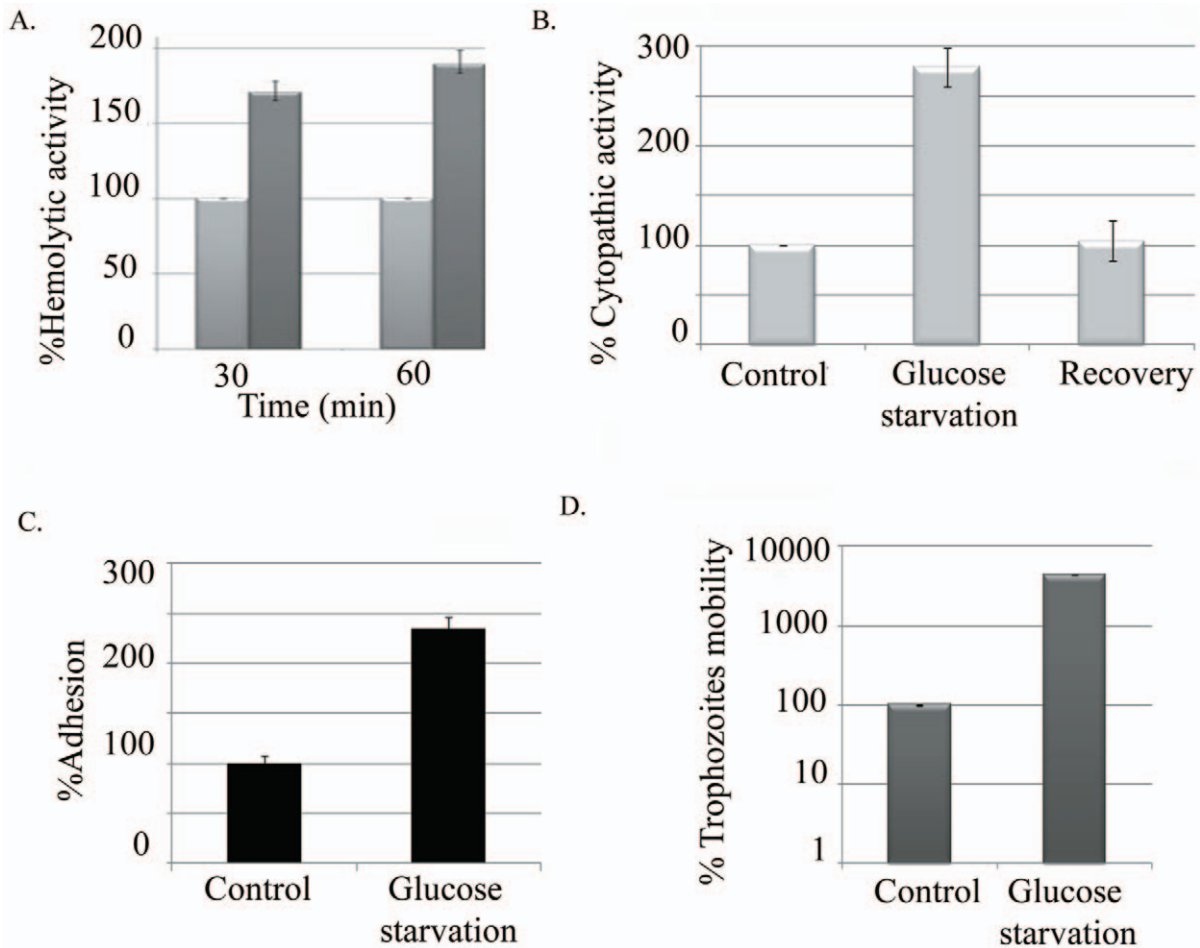 A.
%Hemolytic activity
200
150
100
50
0
30 60
Time (min)
B.
% Cytopathic activity
300
200
100
0
Control Glucose starvation Recovery
C.
%Adhesion
300
200
100
0
Control Glucose starvation
D.
% Trophozoites mobility
10000
1000
100
10
1
Control Glucose starvation